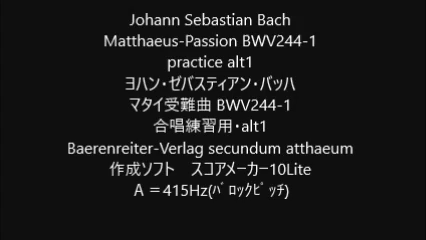 Johann Sebastian Bach
Matthaeus-Passion BWV244-1
practice alt1
ヨハン・ゼバスティアン・バッハ
マタイ受難曲 BWV244-1
合唱練習用・alt1
Baerenreiter-Verlag secundum atthaeum
作成ソフト　スコアメーカー10Lite
A ＝415Hz(ﾊﾞﾛｯｸﾋﾟｯﾁ)